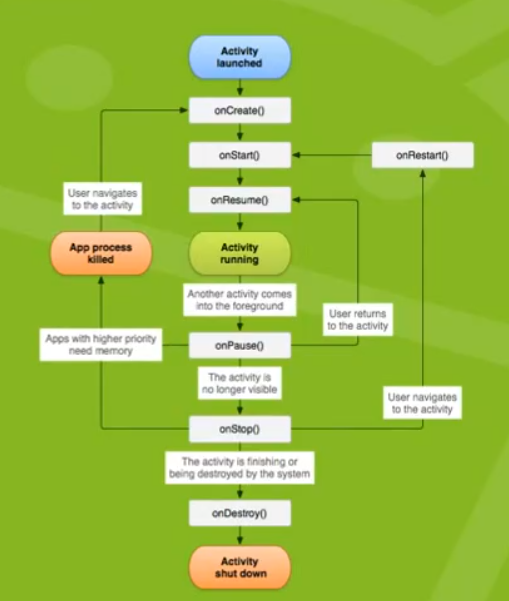 Activity
launched
onCreate()
onStart()
onRestart()
User navigates
to the activity
onResume()
App process
killed
Activity
running
Another activity comes
into the foreground
User returns
to the activity
Apps with higher priority
need memory
onPause()
The activity is
no longer visible
User navigates
to the activity
onStop()
The activity is finishing or
being destroyed by the system
onDestroy()
Activity
shut down